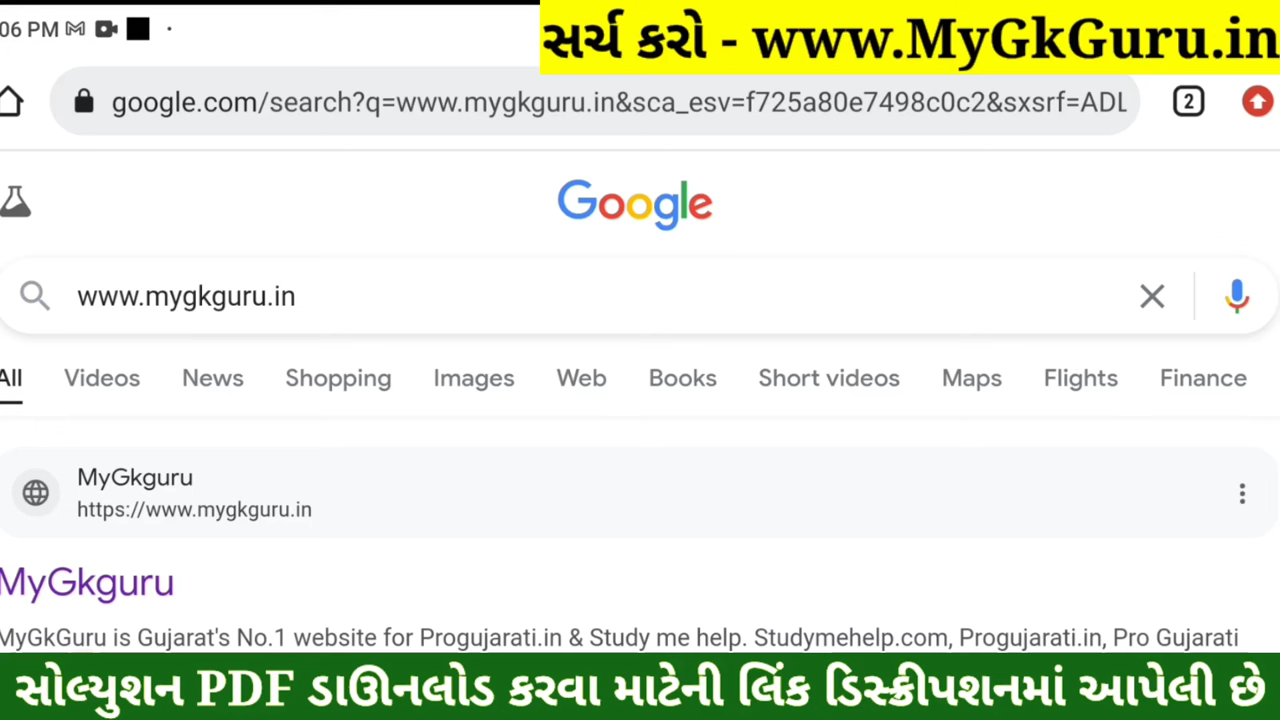 06 PM
સર્ચ કરો - www.MyGkGuru.in
google.com/search?q=www.mygkguru.in&sca_esv=f725a80e7498c0c2&sxsrf=ADL
2
Google
www.mygkguru.in
All Videos News Shopping Images Web Books Short videos Maps Flights Finance
MyGkguru
https://www.mygkguru.in
MyGkguru
MyGkGuru is Gujarat's No.1 website for Progujarati.in & Study me help. Studymehelp.com, Progujarati.in, Pro Gujarati
સોલ્યુશન PDF ડાઊનલોડ કરવા માટેની લિંક ડિસ્ક્રીપશનમાં આપેલી છે